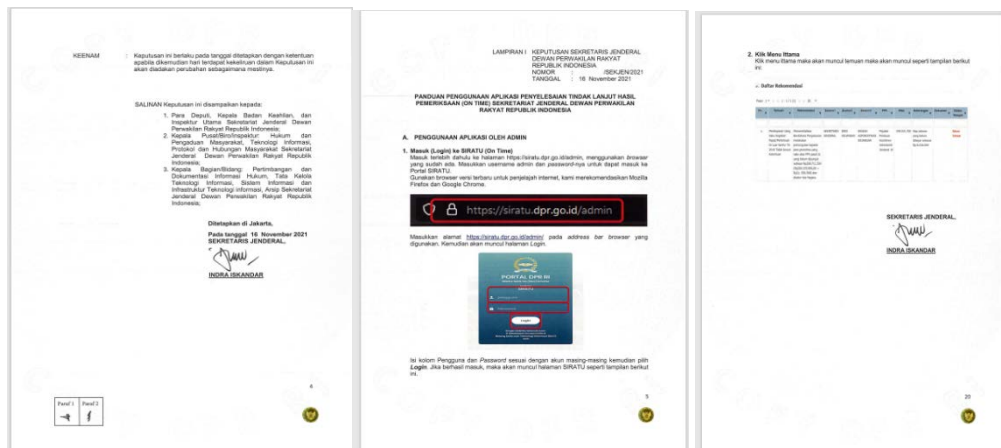 KEENAM : Keputusan ini berlaku pada tanggal ditetapkan dengan ketentuan
apabila dikemudian hari terdapat kekeliruan dalam Keputusan ini
akan diadakan perubahan sebagaimana mestinya.
SALINAN Keputusan ini disampaikan kepada:
1. Para Deputi, Kepala Badan Keahlian, dan
Inspektur Utama Sekretariat Jenderal Dewan
Perwakilan Rakyat Republik Indonesia;
2. Kepala Pusat/Biro/Inspektur: Hukum dan
Pengaduan Masyarakat, Teknologi Informasi,
Protokol dan Hubungan Masyarakat Sekretariat
Jenderal Dewan Perwakilan Rakyat Republik
Indonesia;
3. Kepala Bagian/Bidang: Pertimbangan dan
Dokumentasi Informasi Hukum, Tata Kelola
Teknologi Informasi, Sistem Informasi dan
Infrastruktur Teknologi informasi, Arsip Sekretariat
Jenderal Dewan Perwakilan Rakyat Republik
Indonesia;
Ditetapkan di Jakarta,
Pada tanggal 16 November 2021
SEKRETARIS JENDERAL,
INDRA ISKANDAR
4
Paraf 1 Paraf 2
LAMPIRAN I KEPUTUSAN SEKRETARIS JENDERAL
DEWAN PERWAKILAN RAKYAT
REPUBLIK INDONESIA
NOMOR : /SEKJEN/2021
TANGGAL : 16 November 2021
PANDUAN PENGGUNAAN APLIKASI PENYELESAIAN TINDAK LANJUT HASIL
PEMERIKSAAN (ON TIME) SEKRETARIAT JENDERAL DEWAN PERWAKILAN
RAKYAT REPUBLIK INDONESIA
A. PENGGUNAAN APLIKASI OLEH ADMIN
1. Masuk (Login) ke SIRATU (On Time)
Masuk terlebih dahulu ke halaman https://siratu.dpr.go.id/admin, menggunakan browser
yang sudah ada. Masukkan username admin dan password-nya untuk dapat masuk ke
Portal SIRATU.
Gunakan browser versi terbaru untuk penjelajah internet, kami merekomendasikan Mozilla
Firefox dan Google Chrome.
https://siratu.dpr.go.id/admin
Masukkan alamat https://siratu.dpr.go.id/admin/ pada address bar browser yang
digunakan. Kemudian akan muncul halaman Login.
PORTAL DPR RI
Login
Isi kolom Pengguna dan Password sesuai dengan akun masing-masing kemudian pilih
Login. Jika berhasil masuk, maka akan muncul halaman SIRATU seperti tampilan berikut
ini.
5
2. Klik Menu Ittama
Klik menu Ittama maka akan muncul temuan maka akan muncul seperti tampilan berikut
ini:
Daftar Rekomendasi
SEKRETARIS JENDERAL,
INDRA ISKANDAR
20